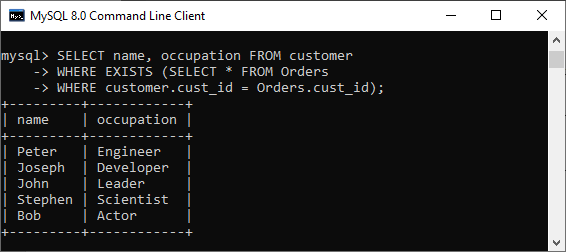 MySQL 8.0 Command Line Client
mysql> SELECT name, occupation FROM customer
    -> WHERE EXISTS (SELECT * FROM Orders
    -> WHERE customer.cust_id = Orders.cust_id);
+---------+------------+
| name    | occupation |
+---------+------------+
| Peter   | Engineer   |
| Joseph  | Developer  |
| John    | Leader     |
| Stephen | Scientist  |
| Bob     | Actor      |
+---------+------------+